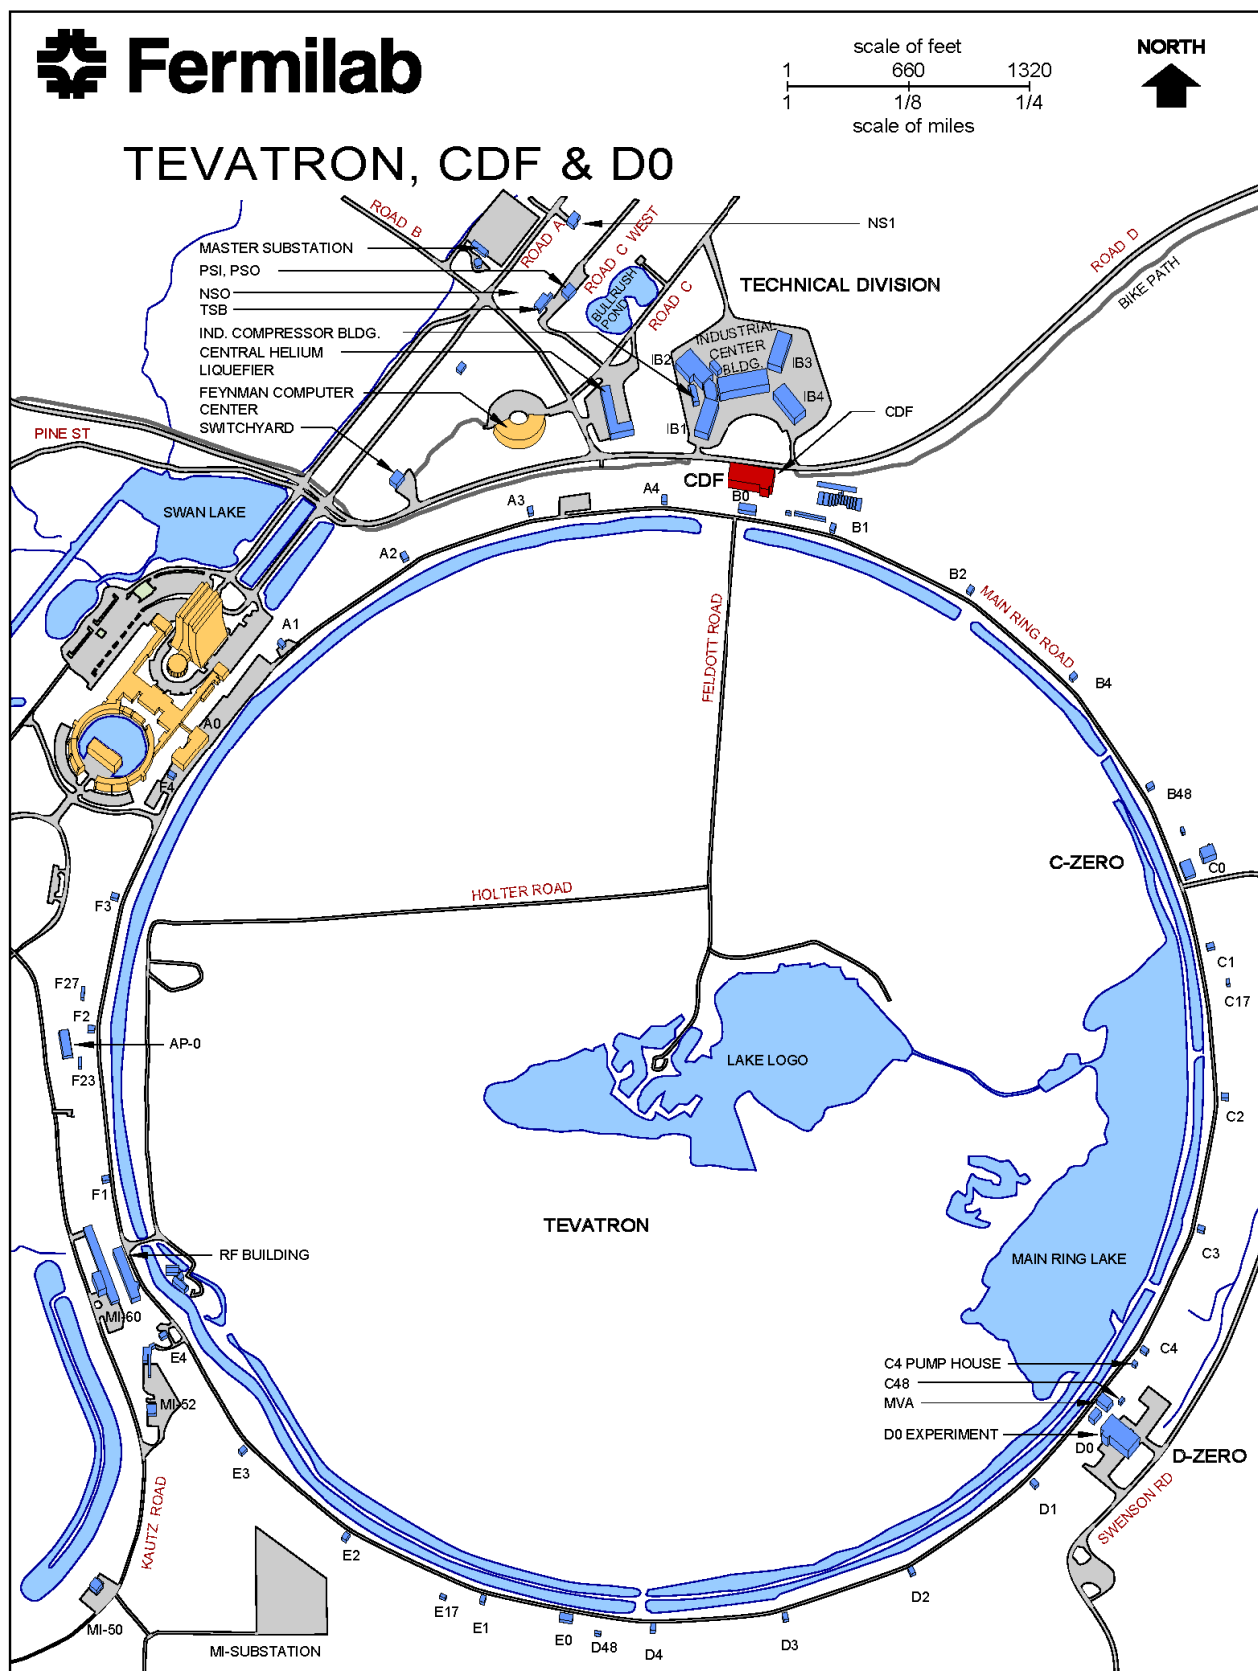 Fermilab
scale of feet
1 660 1320
1 1/8 1/4
scale of miles
NORTH
TEVATRON, CDF & D0
ROAD B
ROAD A
ROAD C WEST
NS1
ROAD D
BIKE PATH
MASTER SUBSTATION
PSI, PSO
NSO
TSB
BULLRUSH
POND
ROAD C
TECHNICAL DIVISION
IND. COMPRESSOR BLDG.
CENTRAL HELIUM
LIQUEFIER
FEYNMAN COMPUTER
CENTER
SWITCHYARD
INDUSTRIAL
CENTER
BLDG.
IB2
IB3
IB4
IB1
CDF
PINE ST
CDF
SWAN LAKE
A3
A4
B0
B1
A2
B2
MAIN RING ROAD
A1
FELDOTT ROAD
B4
A0
F4
B48
C-ZERO
C0
HOLTER ROAD
F3
C1
C17
F27
F2
AP-0
F23
LAKE LOGO
C2
F1
TEVATRON
C3
RF BUILDING
MAIN RING LAKE
MI-60
E4
C4
C4 PUMP HOUSE
C48
MVA
D0 EXPERIMENT
D0
D-ZERO
MI-52
E3
D1
SWENSON RD
KAUTZ ROAD
E2
D2
E17
E1
E0
D48
D4
D3
MI-50
MI-SUBSTATION